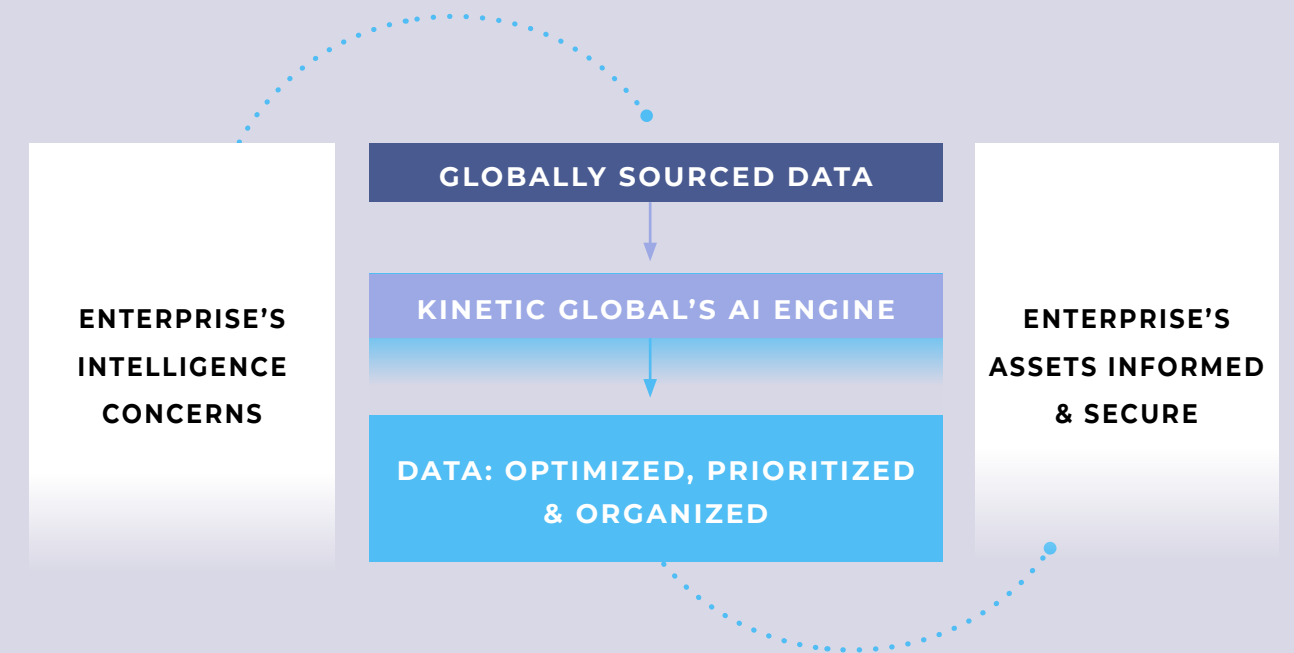 ENTERPRISE’S
INTELLIGENCE
CONCERNS
GLOBALLY SOURCED DATA
KINETIC GLOBAL’S AI ENGINE
DATA: OPTIMIZED, PRIORITIZED
& ORGANIZED
ENTERPRISE’S
ASSETS INFORMED
& SECURE